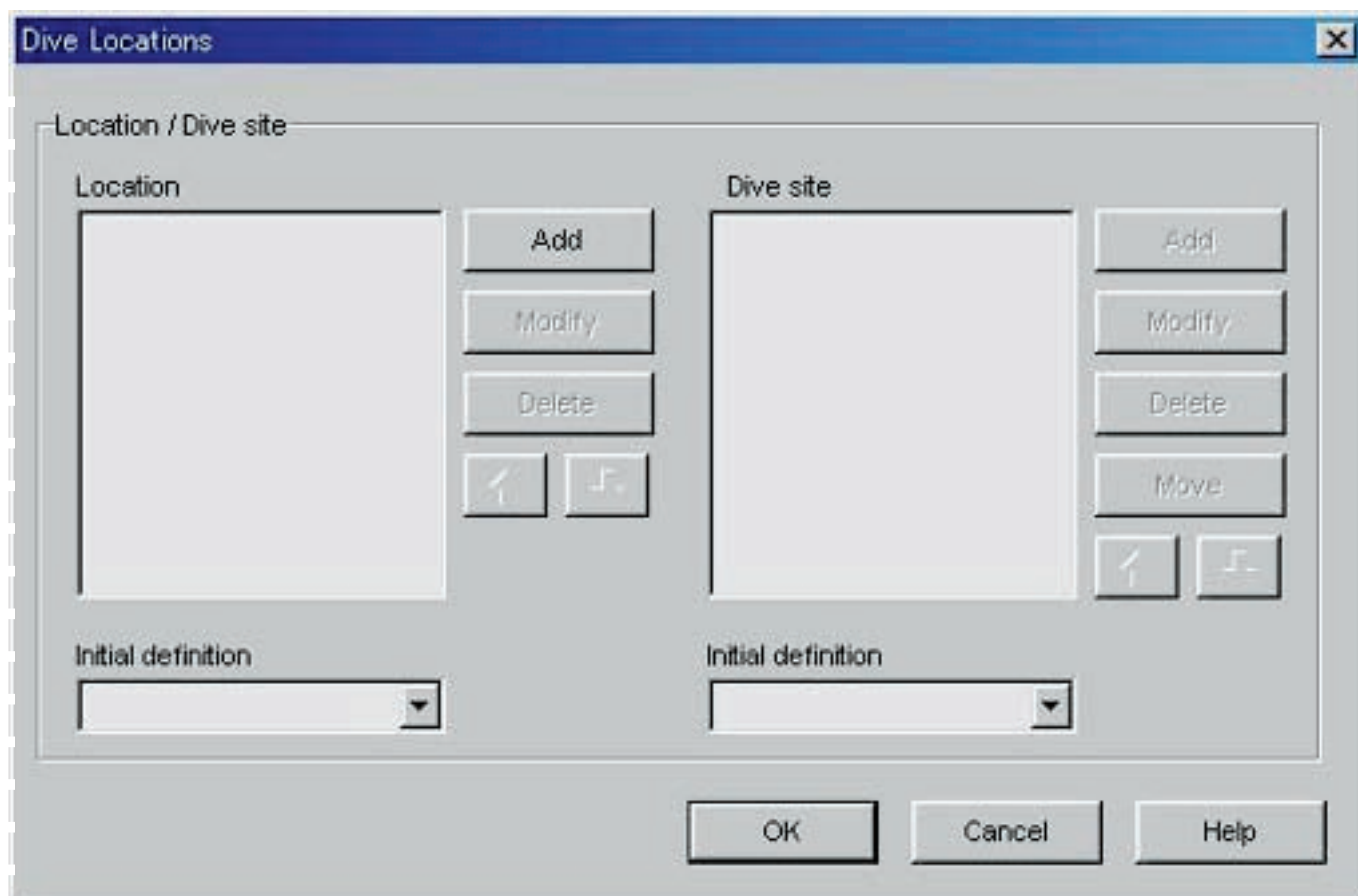 Dive Locations
Location / Dive site
Location
Add
Modify
Delete
Initial definition
Dive site
Add
Modify
Delete
Move
Initial definition
OK
Cancel
Help